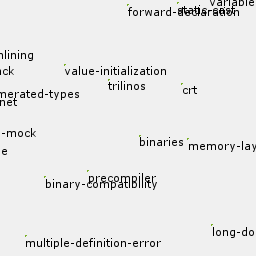 variable
forward-declaration
static-cast
nlining
ck
value-initialization
trilinos
crt
merated-types
net
-mock
binaries
memory-lay
e
precompiler
binary-compatibility
long-do
multiple-definition-error